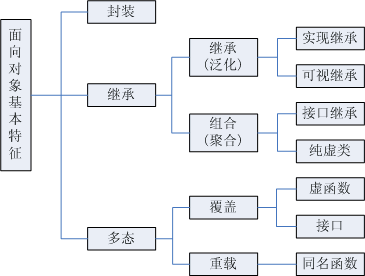 面向对象基本特征
封装
继承
继承
(泛化)
实现继承
可视继承
组合
(聚合)
接口继承
纯虚类
多态
覆盖
虚函数
接口
重载
同名函数